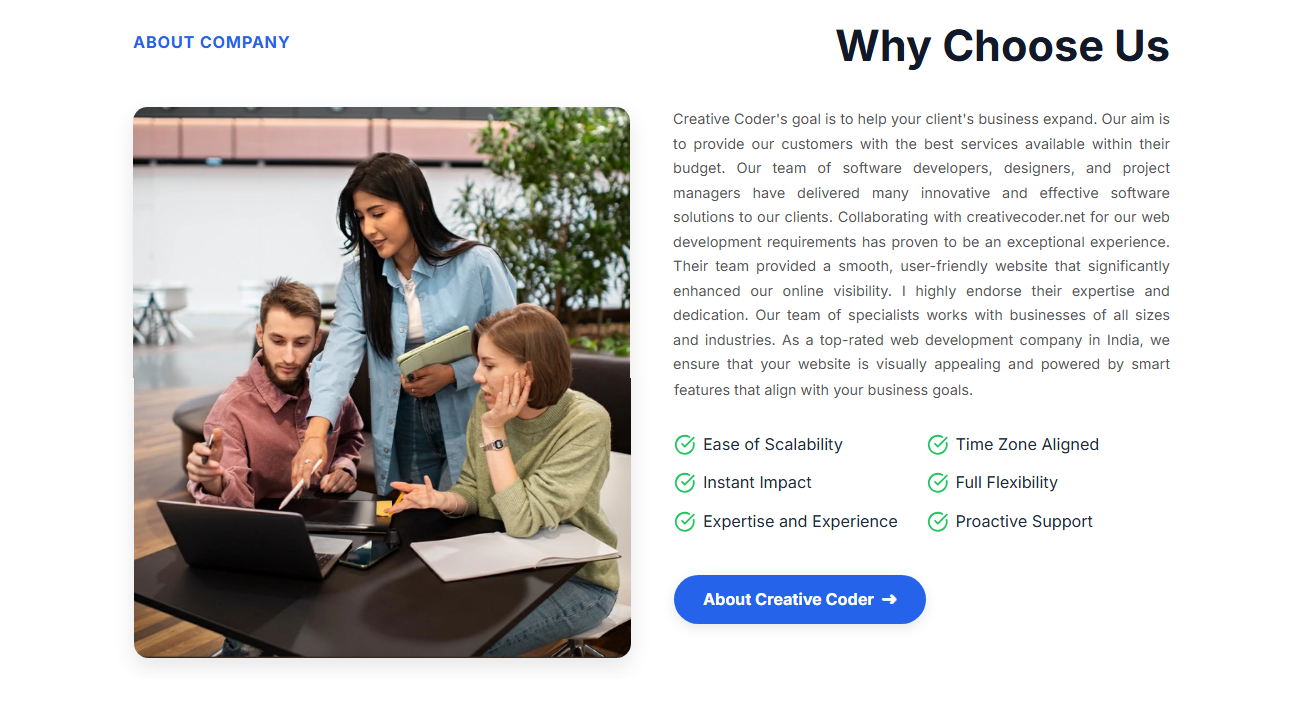 ABOUT COMPANY
Why Choose Us
Creative Coder's goal is to help your client's business expand. Our aim is
to provide our customers with the best services available within their
budget. Our team of software developers, designers, and project
managers have delivered many innovative and effective software
solutions to our clients. Collaborating with creativecoder.net for our web
development requirements has proven to be an exceptional experience.
Their team provided a smooth, user-friendly website that significantly
enhanced our online visibility. I highly endorse their expertise and
dedication. Our team of specialists works with businesses of all sizes
and industries. As a top-rated web development company in India, we
ensure that your website is visually appealing and powered by smart
features that align with your business goals.
Ease of Scalability
Time Zone Aligned
Instant Impact
Full Flexibility
Expertise and Experience
Proactive Support
About Creative Coder ➜